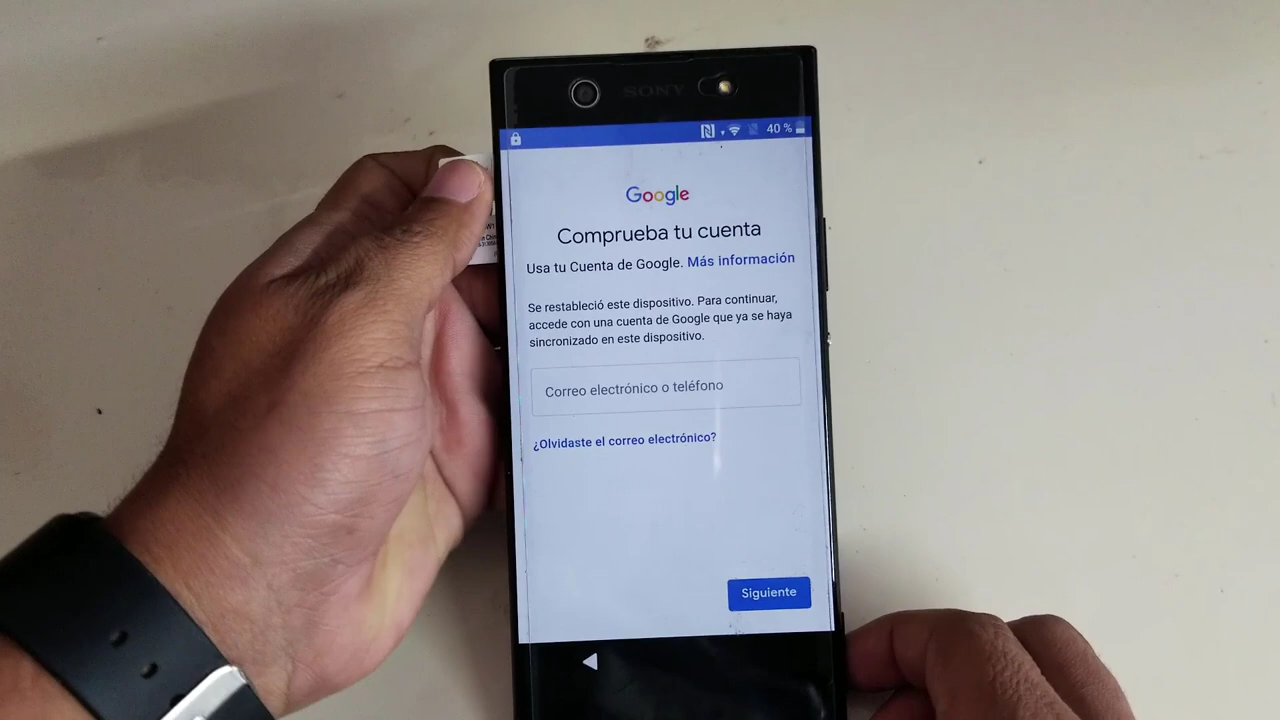 SONY
40 %
Google
Comprueba tu cuenta
Usa tu Cuenta de Google. Más información
Se restableció este dispositivo. Para continuar,
accede con una cuenta de Google que ya se haya
sincronizado en este dispositivo.
Correo electrónico o teléfono
¿Olvidaste el correo electrónico?
Siguiente